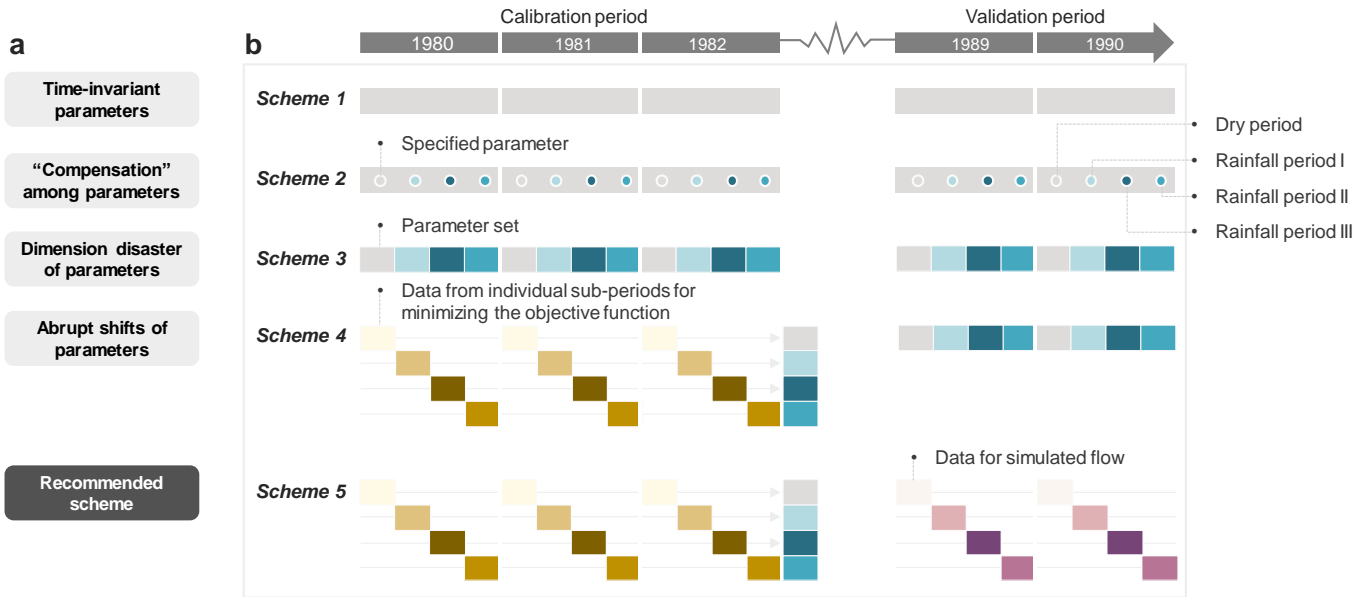 a
Time-invariant
parameters
“Compensation”
among parameters
Dimension disaster
of parameters
Abrupt shifts of
parameters
Recommended
scheme
b
Calibration period
Validation period
1980
1981
1982
1989
1990
Scheme 1
Specified parameter
Scheme 2
Dry period
Rainfall period I
Rainfall period II
Rainfall period III
Parameter set
Scheme 3
Data from individual sub-periods for
minimizing the objective function
Scheme 4
Data for simulated flow
Scheme 5